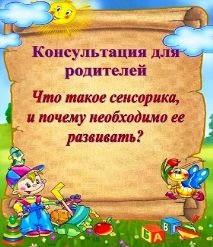 Консультация для
родителей
Что такое сенсорика,
и почему необходимо ее
развивать?